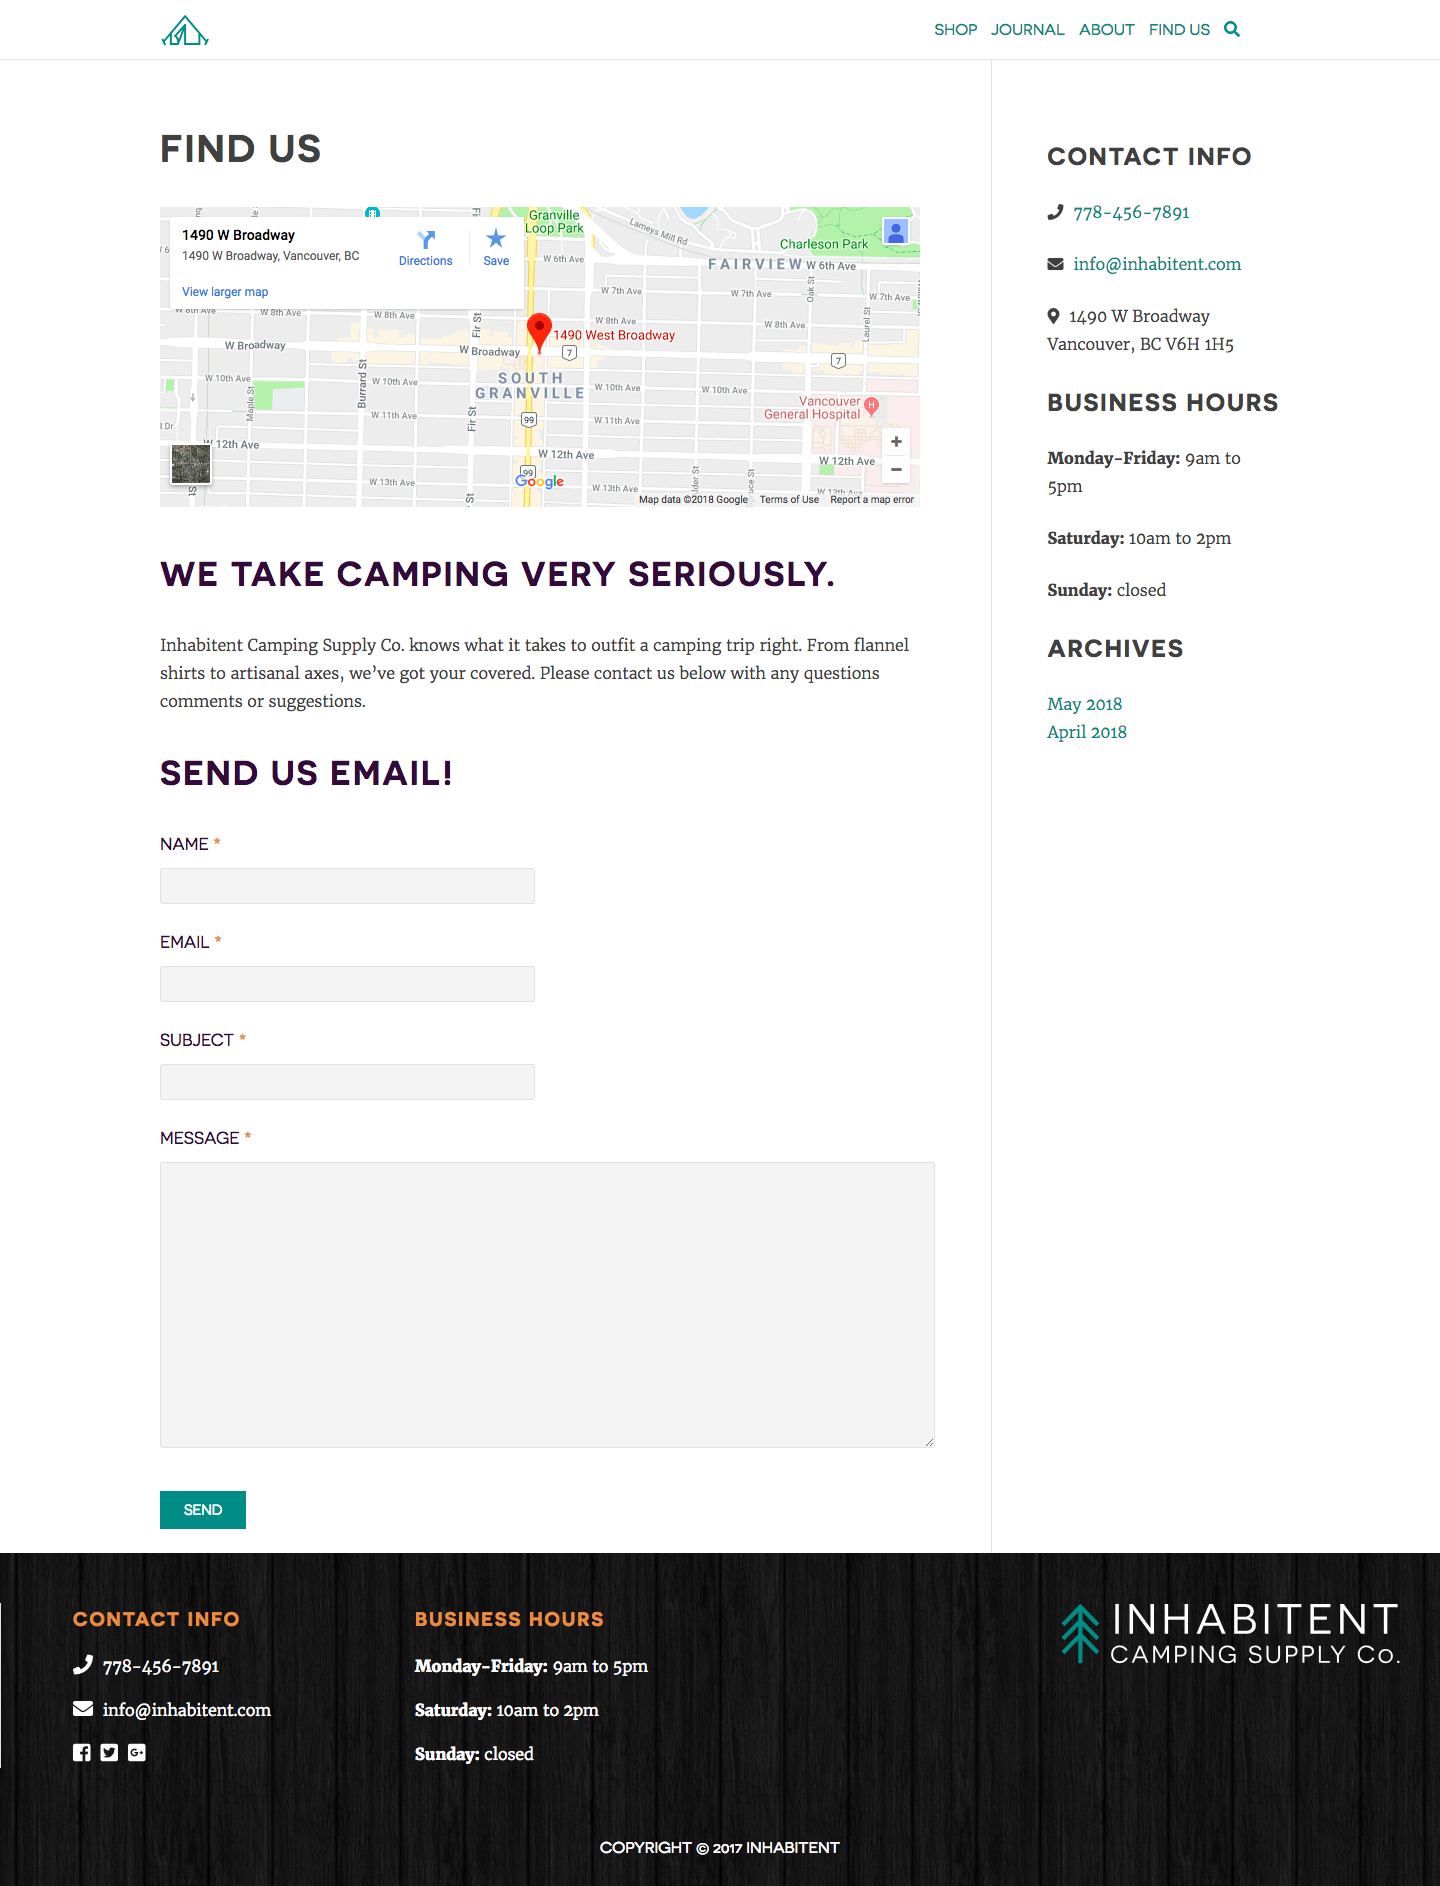 SHOP JOURNAL ABOUT FIND US
FIND US
1490 W Broadway
1490 W Broadway, Vancouver, BC
Directions
Save
View larger map
Granville
Loop Park
Lameys Mill Rd
Charleson Park
FAIRVIEW
W 6th Ave
W 6th Ave
W 7th Ave
W 7th Ave
W 7th Ave
Oak St
Laurel St
W 8th Ave
W 8th Ave
W 8th Ave
W 8th Ave
W 8th Ave
Fir St
1490 West Broadway
W Broadway
W Broadway
7
7
SOUTH
GRANVILLE
Burrard St
W 10th Ave
W 10th Ave
W 10th Ave
W 10th Ave
W 10th Ave
Maple St
W 11th Ave
W 11th Ave
Fir St
99
Vancouver
General Hospital
H
W 12th Ave
W 12th Ave
W 12th Ave
99
W 13th Ave
W 13th Ave
W 13th Ave
Google
Map data ©2018 Google Terms of Use Report a map error
WE TAKE CAMPING VERY SERIOUSLY.
Inhabitent Camping Supply Co. knows what it takes to outfit a camping trip right. From flannel
shirts to artisanal axes, we’ve got your covered. Please contact us below with any questions
comments or suggestions.
SEND US EMAIL!
NAME *
EMAIL *
SUBJECT *
MESSAGE *
SEND
CONTACT INFO
778-456-7891
info@inhabitent.com
1490 W Broadway
Vancouver, BC V6H 1H5
BUSINESS HOURS
Monday-Friday: 9am to
5pm
Saturday: 10am to 2pm
Sunday: closed
ARCHIVES
May 2018
April 2018
CONTACT INFO
778-456-7891
info@inhabitent.com
BUSINESS HOURS
Monday-Friday: 9am to 5pm
Saturday: 10am to 2pm
Sunday: closed
INHABITENT
CAMPING SUPPLY Co.
COPYRIGHT © 2017 INHABITENT